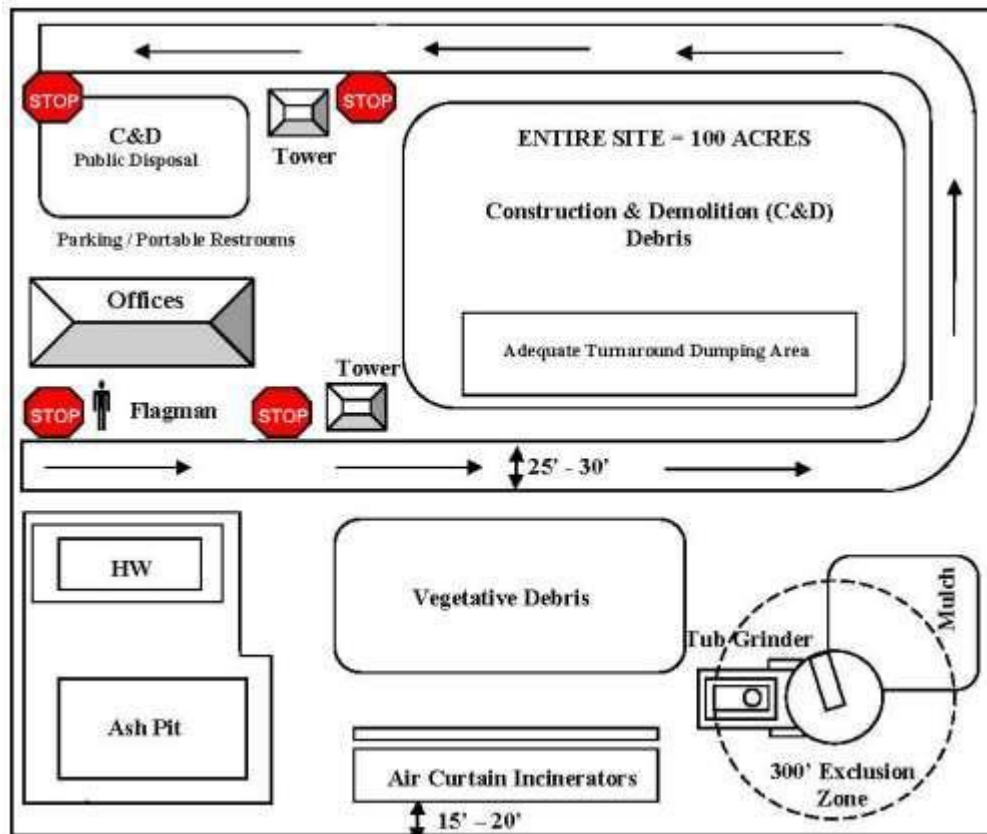 STOP
STOP
C&D
Public Disposal
Tower
ENTIRE SITE = 100 ACRES
Construction & Demolition (C&D)
Debris
Parking / Portable Restrooms
Offices
Adequate Turnaround Dumping Area
Tower
STOP
Flagman
STOP
25' - 30'
HW
Vegetative Debris
Mulch
Tub Grinder
Ash Pit
Air Curtain Incinerators
300' Exclusion
Zone
15' – 20'